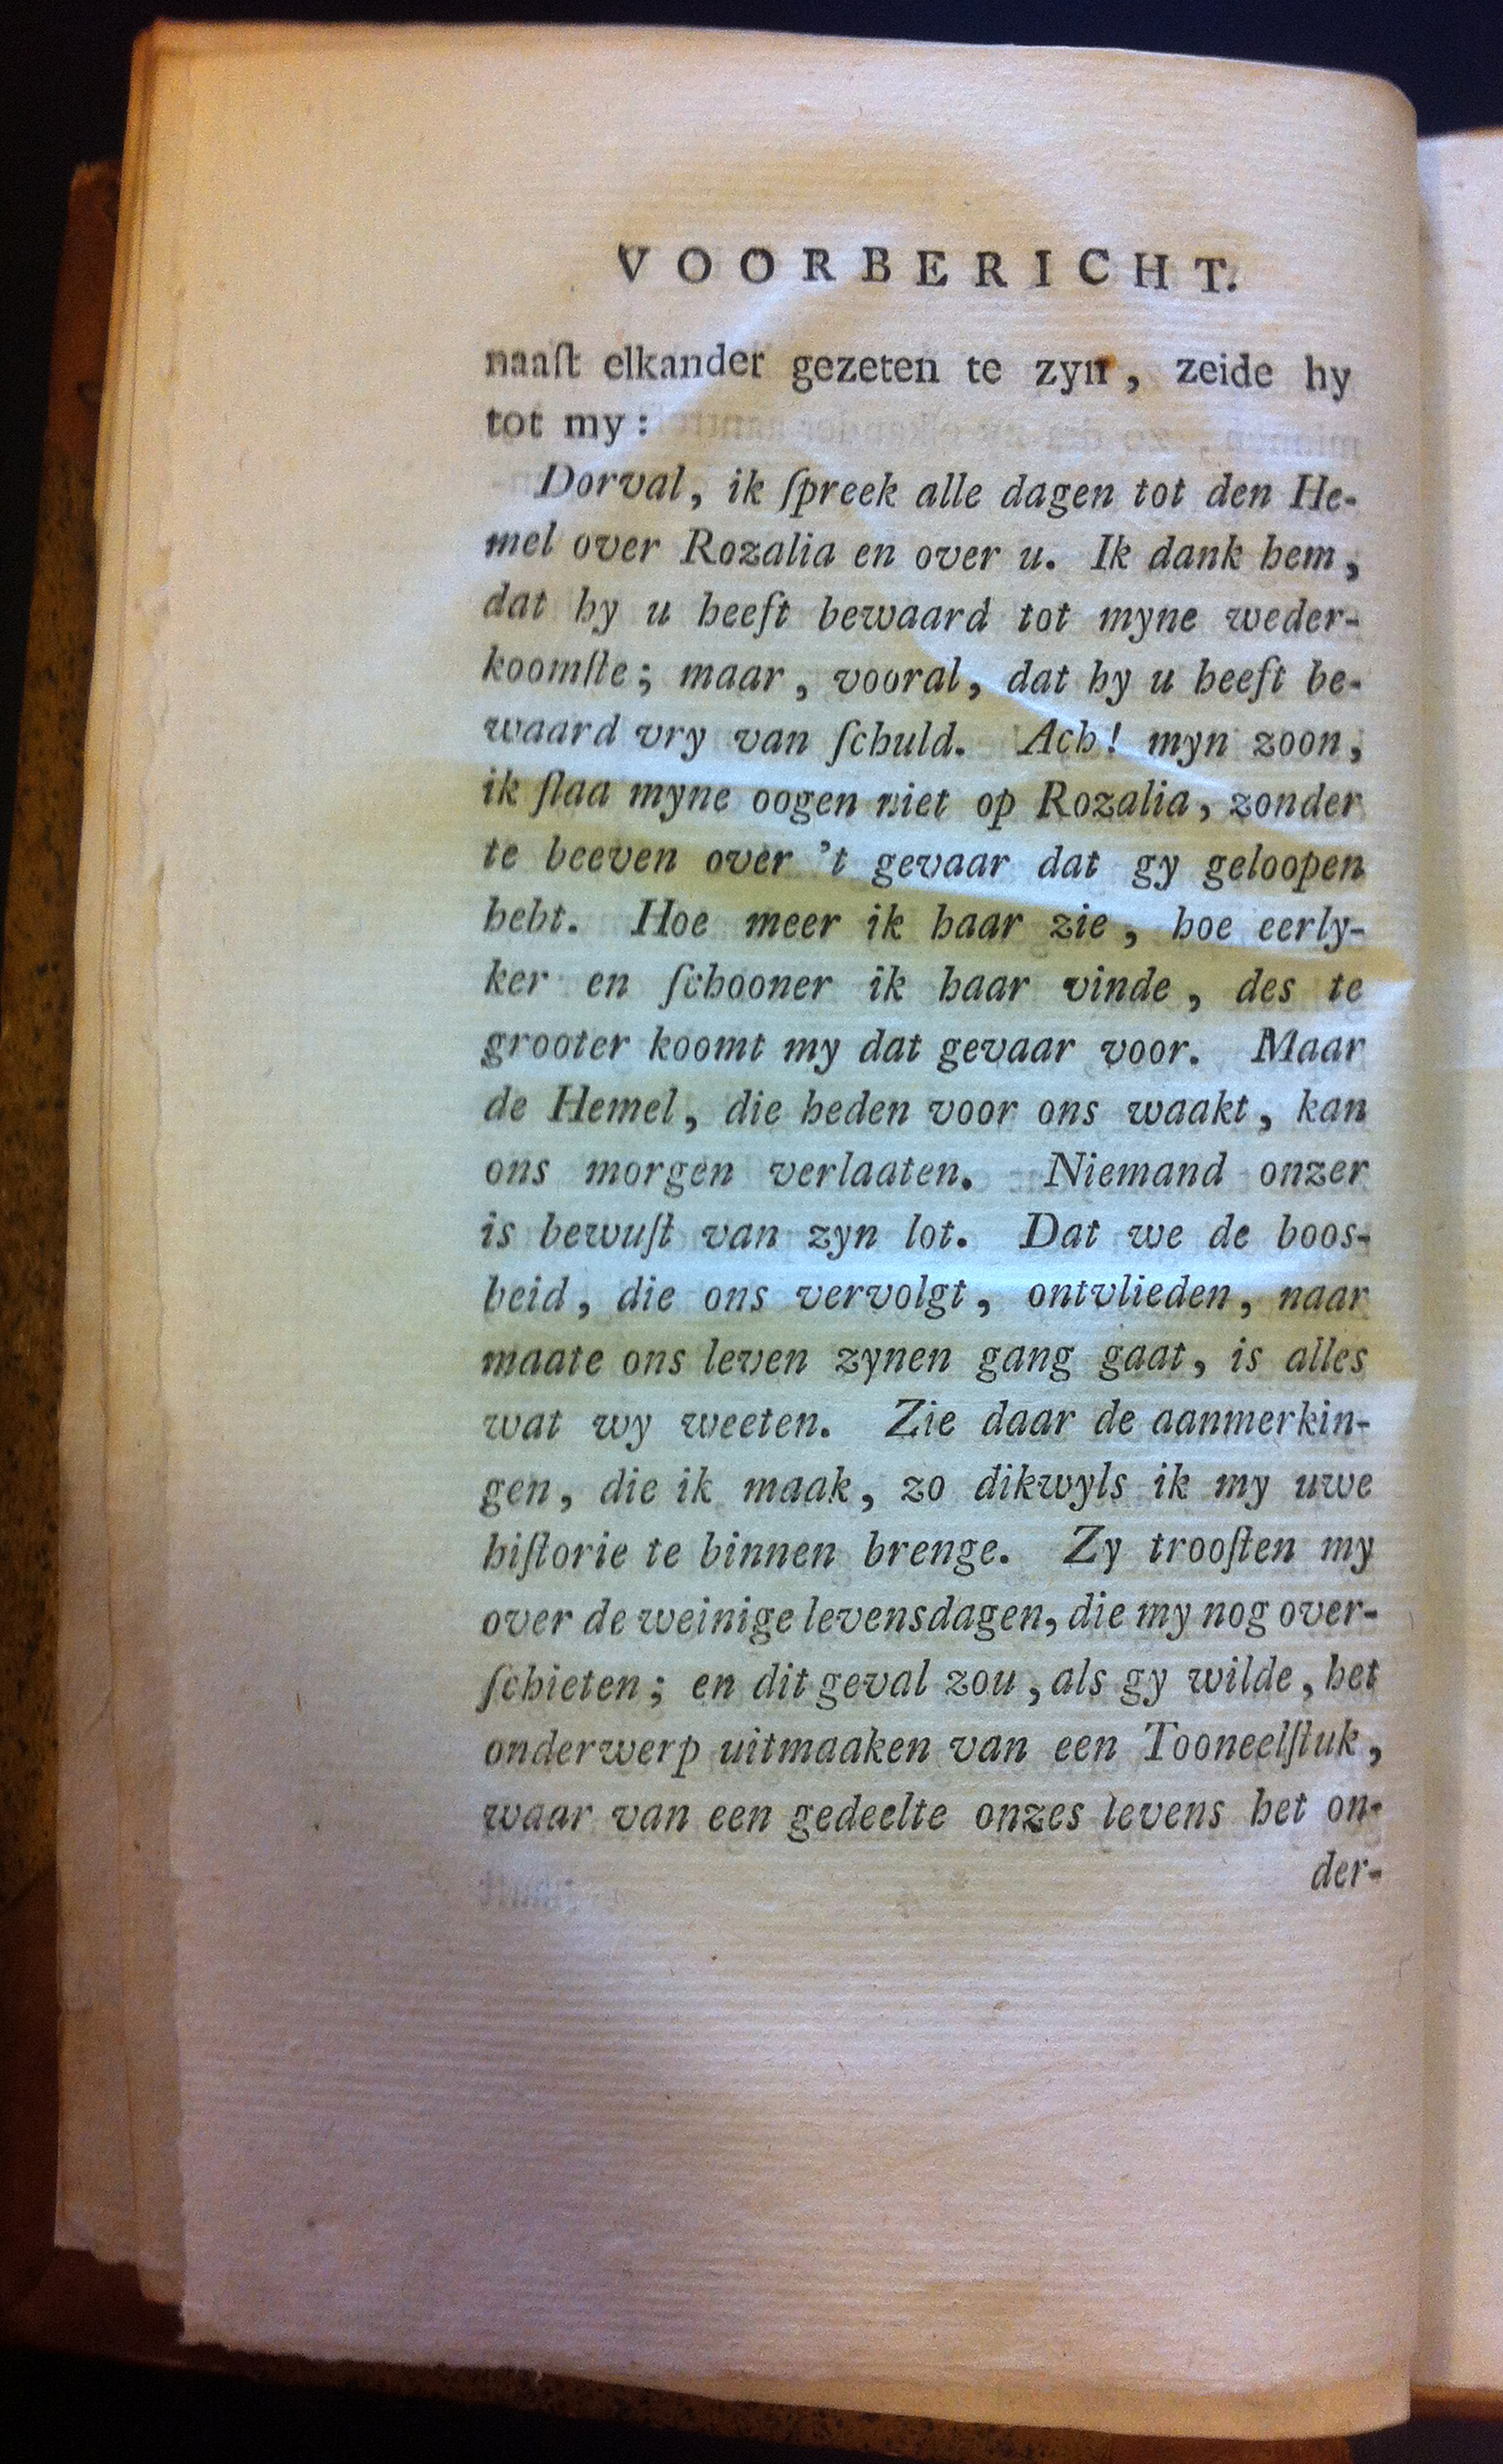 VOORBERICHT.
naaſt elkander gezeten te zyn, zeide hy
tot my:
Dorval, ik ſpreek alle dagen tot den He-
mel over Rozalia en over u. Ik dank hem,
dat hy u heeft bewaard tot myne weder-
koomſte; maar, vooral, dat hy u heeft be-
waard vry van ſchuld. Ach! myn zoon,
ik ſlaa myne oogen niet op Rozalia, zonder
te beeven over 't gevaar dat gy geloopen
hebt. Hoe meer ik haar zie, hoe eerly-
ker en ſchooner ik haar vinde, des te
grooter koomt my dat gevaar voor. Maar
de Hemel, die heden voor ons waakt, kan
ons morgen verlaaten. Niemand onzer
is bewuſt van zyn lot. Dat we de boos-
heid, die ons vervolgt, ontvlieden, naar
maate ons leven zynen gang gaat, is alles
wat wy weeten. Zie daar de aanmerkin-
gen, die ik maak, zo dikwyls ik my uwe
hiſtorie te binnen brenge. Zy trooſten my
over de weinige levensdagen, die my nog over-
ſchieten; en dit geval zou, als gy wilde, het
onderwerp uitmaaken van een Tooneelſtuk,
waar van een gedeelte onzes levens het on-
der-